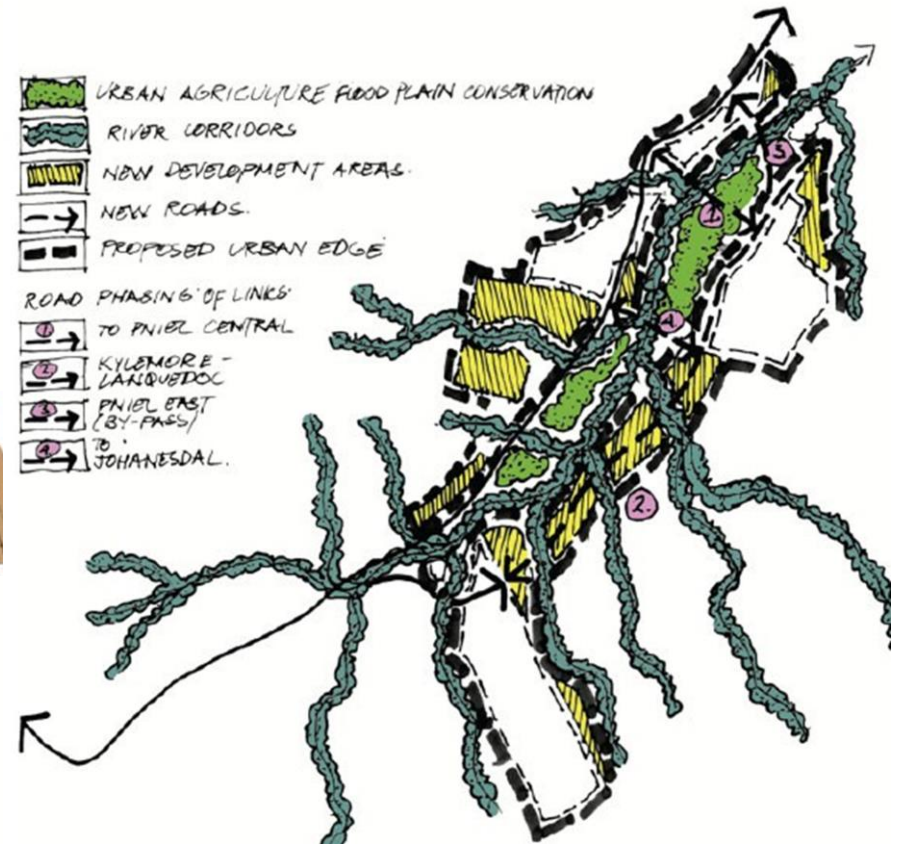 URBAN AGRICULTURE FLOOD PLAIN CONSERVATION
RIVER CORRIDORS
NEW DEVELOPMENT AREAS.
NEW ROADS.
PROPOSED URBAN EDGE
ROAD PHASING OF LINKS
1 TO PNIEL CENTRAL
2 KYLEMORE-
LANQUEDOC
3 PNIEL EAST
(BY-PASS)
4 TO
JOHANESDAL.
3
1.
4
2.